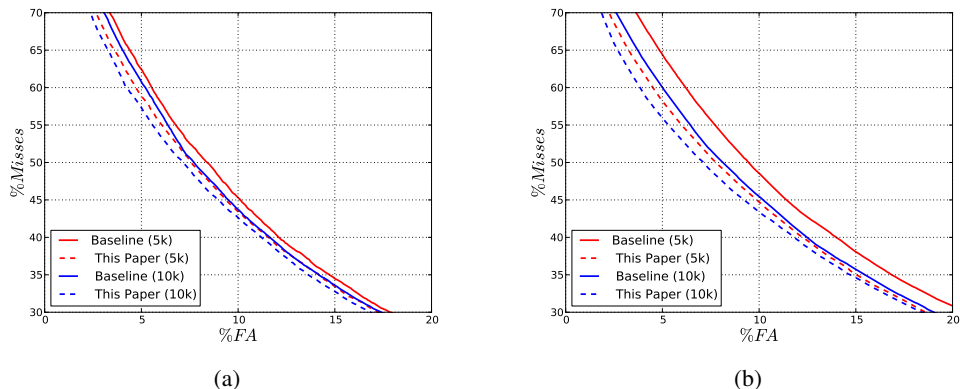 70
65
60
55
50
45
40
35
30
%Misses
Baseline (5k)
This Paper (5k)
Baseline (10k)
This Paper (10k)
0 5 10 15 20
%FA
(a)
70
65
60
55
50
45
40
35
30
%Misses
Baseline (5k)
This Paper (5k)
Baseline (10k)
This Paper (10k)
0 5 10 15 20
%FA
(b)